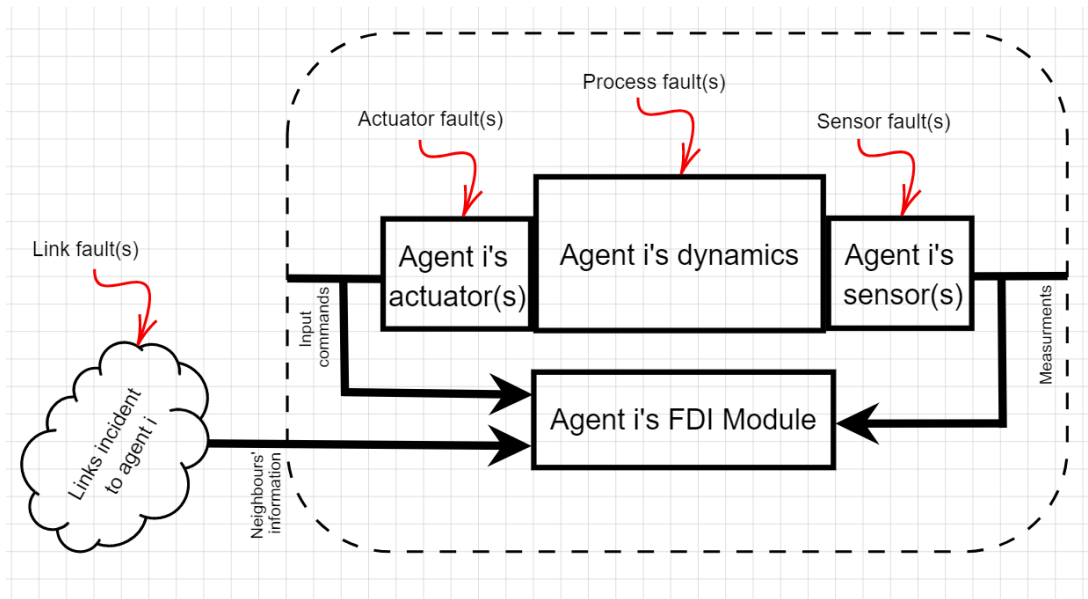 Process fault(s)
Actuator fault(s)
Sensor fault(s)
Link fault(s)
Agent i's
actuator(s)
Agent i's dynamics
Agent i's
sensor(s)
Input
commands
Measurments
Agent i's FDI Module
Links incident
to agent i
Neighbours'
information